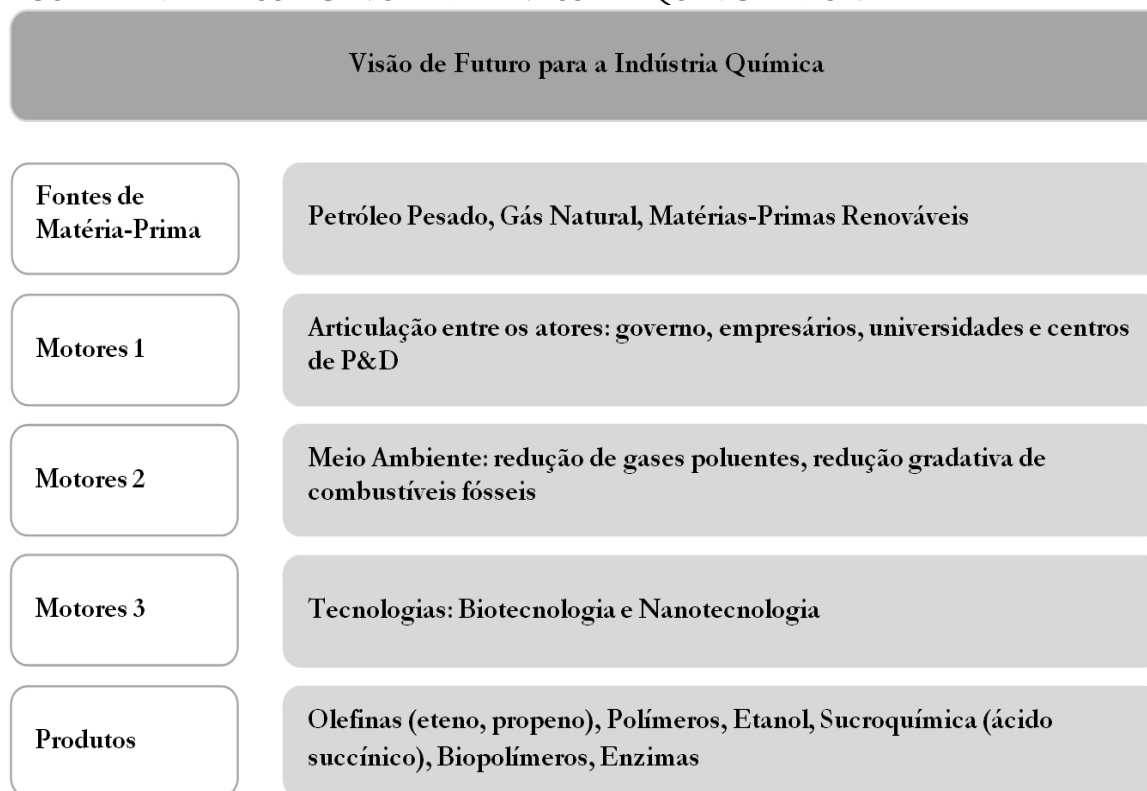 Visão de Futuro para a Indústria Química
Fontes de
Matéria-Prima
Petróleo Pesado, Gás Natural, Matérias-Primas Renováveis
Motores 1
Articulação entre os atores: governo, empresários, universidades e centros
de P&D
Motores 2
Meio Ambiente: redução de gases poluentes, redução gradativa de
combustíveis fósseis
Motores 3
Tecnologias: Biotecnologia e Nanotecnologia
Produtos
Olefinas (eteno, propeno), Polímeros, Etanol, Sucroquímica (ácido
succínico), Biopolímeros, Enzimas